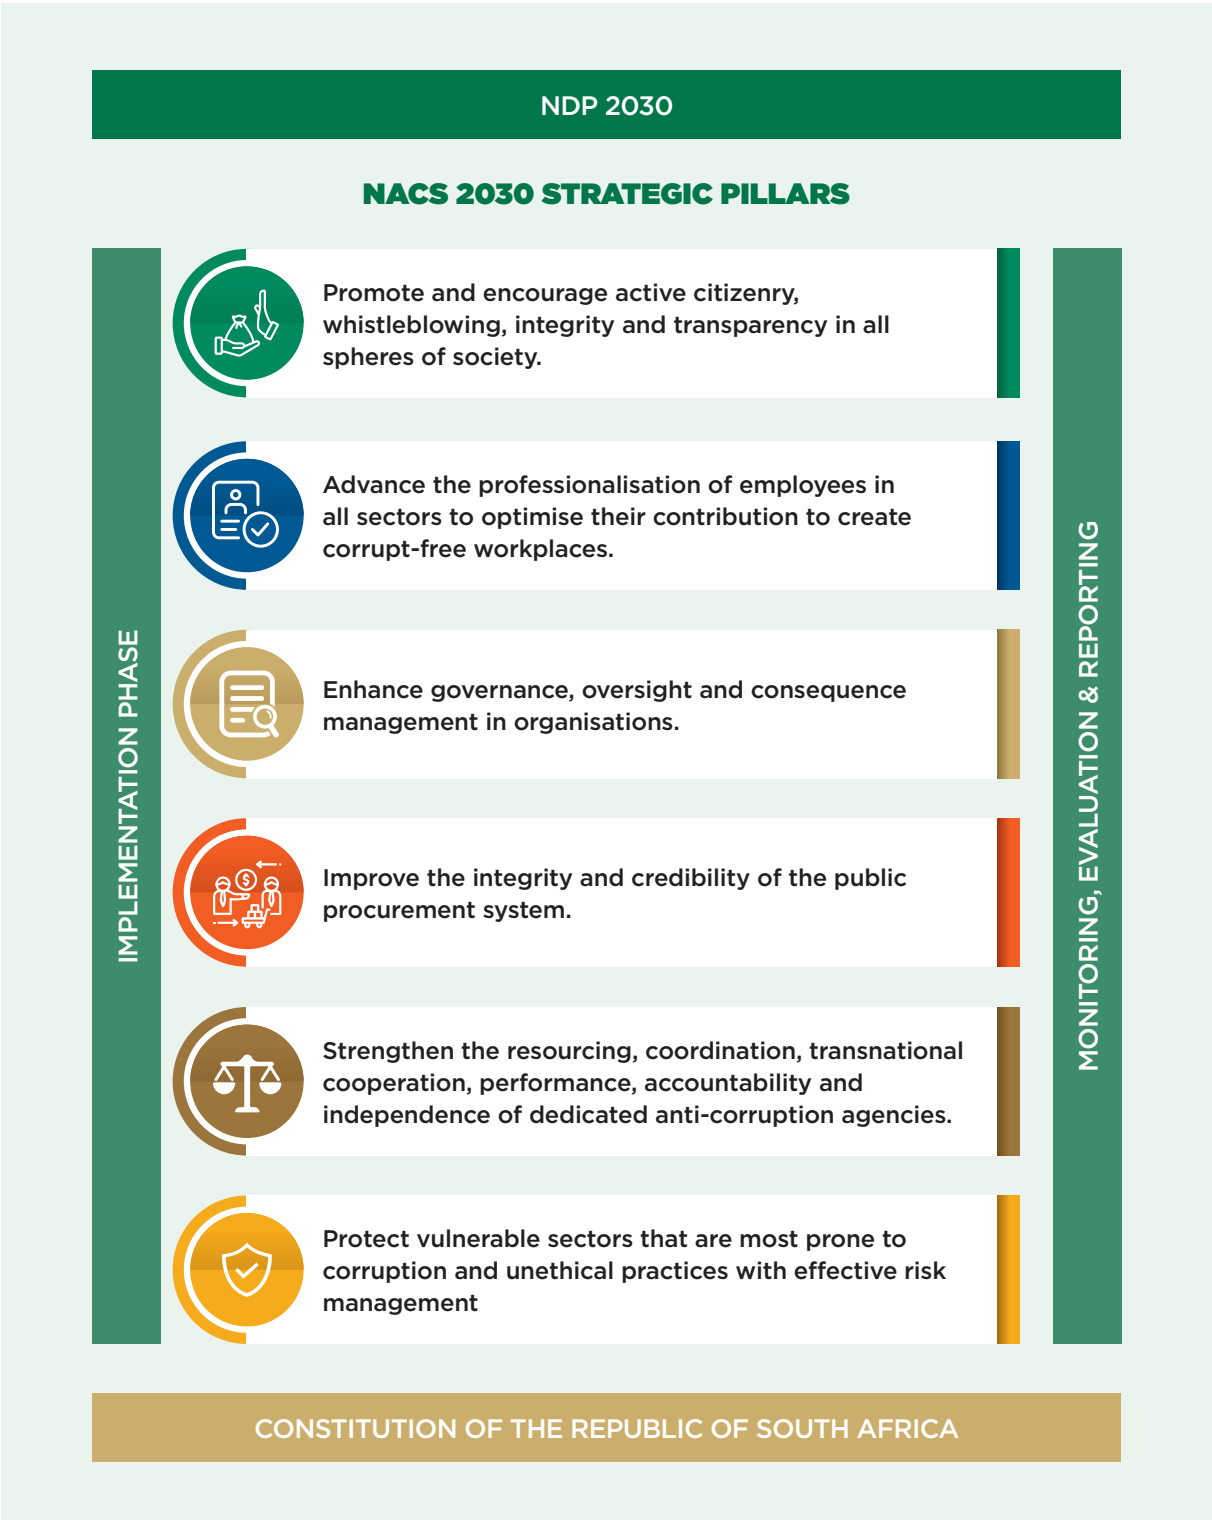 NDP 2030
NACS 2030 STRATEGIC PILLARS
IMPLEMENTATION PHASE
Promote and encourage active citizenry,
whistleblowing, integrity and transparency in all
spheres of society.
Advance the professionalisation of employees in
all sectors to optimise their contribution to create
corrupt-free workplaces.
Enhance governance, oversight and consequence
management in organisations.
$
Improve the integrity and credibility of the public
procurement system.
Strengthen the resourcing, coordination, transnational
cooperation, performance, accountability and
independence of dedicated anti-corruption agencies.
Protect vulnerable sectors that are most prone to
corruption and unethical practices with effective risk
management
MONITORING, EVALUATION & REPORTING
CONSTITUTION OF THE REPUBLIC OF SOUTH AFRICA